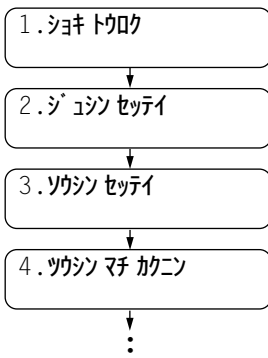 1.ｼｮｷ ﾄｳﾛｸ
2.ｼﾞｭｼﾝ ｾｯﾃｲ
3.ｿｳｼﾝ ｾｯﾃｲ
4.ﾂｳｼﾝ ﾏﾁ ｶｸﾆﾝ